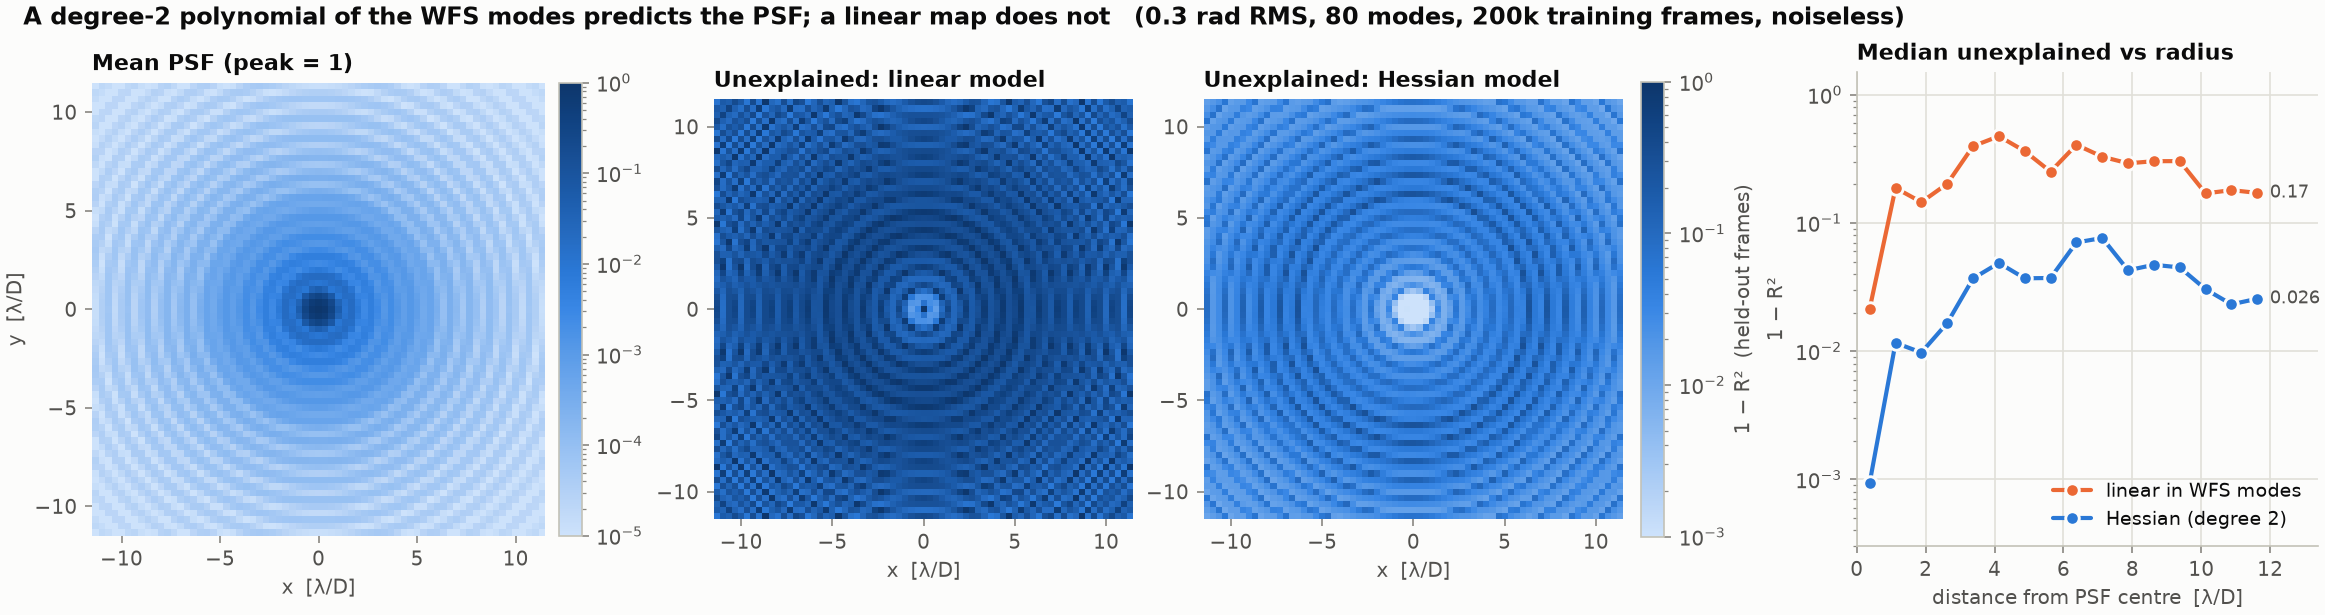 A degree-2 polynomial of the WFS modes predicts the PSF; a linear map does not (0.3 rad RMS, 80 modes, 200k training frames, noiseless)
Mean PSF (peak = 1)
10
5
0
−5
−10
y [λ/D]
−10 −5 0 5 10
x [λ/D]
10⁰
10⁻¹
10⁻²
10⁻³
10⁻⁴
10⁻⁵
Unexplained: linear model
10
5
0
−5
−10
−10 −5 0 5 10
x [λ/D]
Unexplained: Hessian model
10
5
0
−5
−10
−10 −5 0 5 10
x [λ/D]
10⁰
10⁻¹
10⁻²
10⁻³
1 − R² (held-out frames)
Median unexplained vs radius
1 − R²
10⁰
10⁻¹
10⁻²
10⁻³
0.17
0.026
linear in WFS modes
Hessian (degree 2)
0 2 4 6 8 10 12
distance from PSF centre [λ/D]